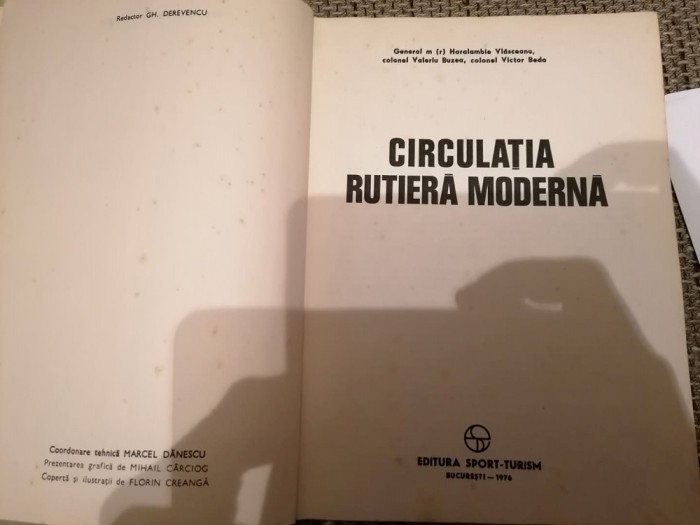 Redactor GH. DEREVENCU
Coordonare tehnică MARCEL DĂNESCU
Prezentarea grafică de MIHAIL CÂRCIOG
Copertă și ilustrații de FLORIN CREANGĂ
General m (r) Haralambie Vlăsceanu,
colonel Valeriu Buzea, colonel Victor Beda
CIRCULAȚIA
RUTIERĂ MODERNĂ
EDITURA SPORT-TURISM
BUCUREȘTI — 1976